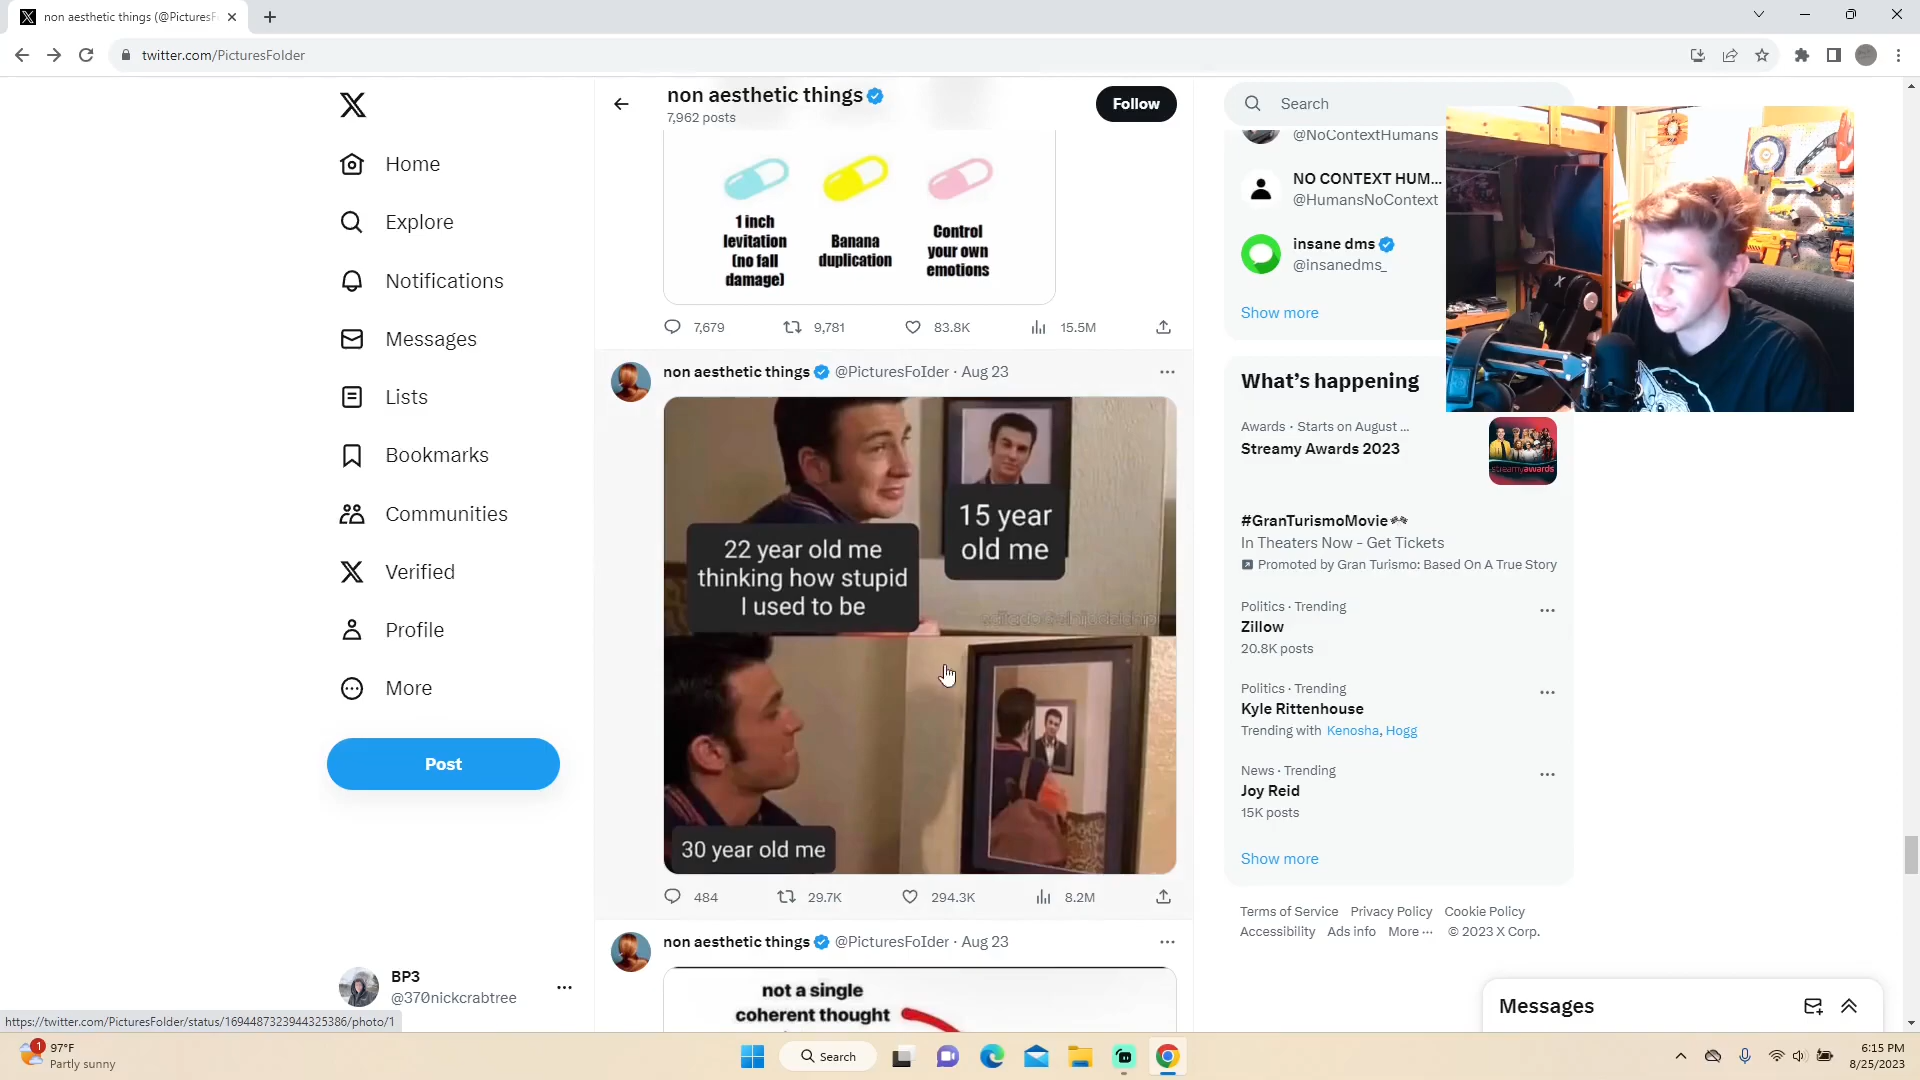 non aesthetic things (@PicturesF
twitter.com/PicturesFolder
Home
Explore
Notifications
Messages
Lists
Bookmarks
Communities
Verified
Profile
More
Post
BP3
@370nickcrabtree
https://twitter.com/PicturesFolder/status/1694487323944325386/photo/1
non aesthetic things
7,962 posts
Follow
1 inch
levitation
(no fall
damage)
Banana
duplication
Control
your own
emotions
7,679 9,781 83.8K 15.5M
non aesthetic things @PicturesFoIder · Aug 23
15 year
old me
22 year old me
thinking how stupid
I used to be
30 year old me
484 29.7K 294.3K 8.2M
non aesthetic things @PicturesFoIder · Aug 23
not a single
coherent thought
Search
@NoContextHumans
NO CONTEXT HUM...
@HumansNoContext
insane dms
@insanedms_
Show more
What's happening
Awards · Starts on August ...
Streamy Awards 2023
streamyawards
#GranTurismoMovie
In Theaters Now - Get Tickets
Promoted by Gran Turismo: Based On A True Story
Politics · Trending
Zillow
20.8K posts
Politics · Trending
Kyle Rittenhouse
Trending with Kenosha, Hogg
News · Trending
Joy Reid
15K posts
Show more
Terms of Service Privacy Policy Cookie Policy
Accessibility Ads info More ··· © 2023 X Corp.
Messages
1
97°F
Partly sunny
Search
6:15 PM
8/25/2023